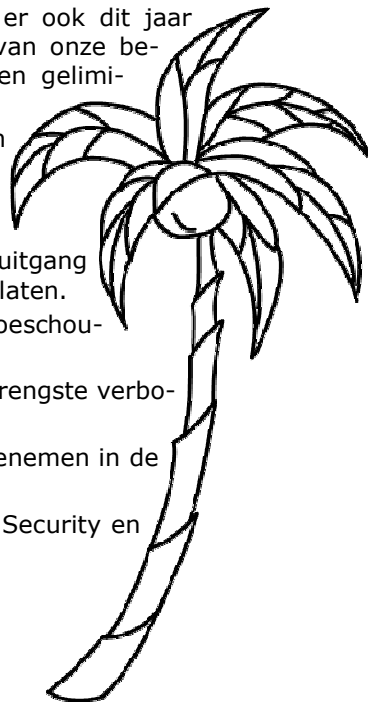 er ook dit jaar
van onze be-
en gelimi-
n
uitgang
laten.
beschou-
rengste verbo-
enemen in de
Security en